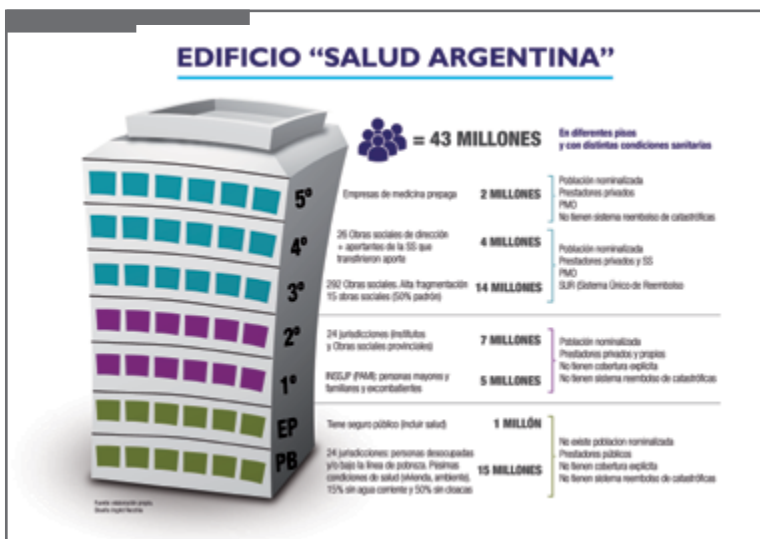 EDIFICIO “SALUD ARGENTINA”
= 43 MILLONES
En diferentes pisos
y con distintas condiciones sanitarias
5º
Empresas de medicina prepaga
2 MILLONES
Población nominalizada
Prestadores privados
PMO
No tienen sistema reembolso de catastróficas
4º
26 Obras sociales de dirección
+ aportantes de la SS que
transfirieron aporte
4 MILLONES
3º
292 Obras sociales. Alta fragmentación
15 obras sociales (50% padrón)
14 MILLONES
Población nominalizada
Prestadores privados y SS
PMO
SUR (Sistema Único de Reembolso
2º
24 jurisdicciones (Institutos
y Obras sociales provinciales)
7 MILLONES
1º
INSSJP (PAMI): personas mayores y
familiares y excombatientes
5 MILLONES
Población nominalizada
Prestadores privados y propios
No tienen cobertura explícita
No tienen sistema reembolso de catastróficas
EP
Tiene seguro público (incluir salud)
1 MILLÓN
PB
24 jurisdicciones: personas desocupadas
y/o bajo la línea de pobreza. Pésimas
condiciones de salud (vivienda, ambiente).
15% sin agua corriente y 50% sin cloacas
15 MILLONES
No existe poblacion nominalizada
Prestadores públicos
No tienen cobertura explícita
No tienen sistema reembolso de catastróficas
Fuente: elaboración propia.